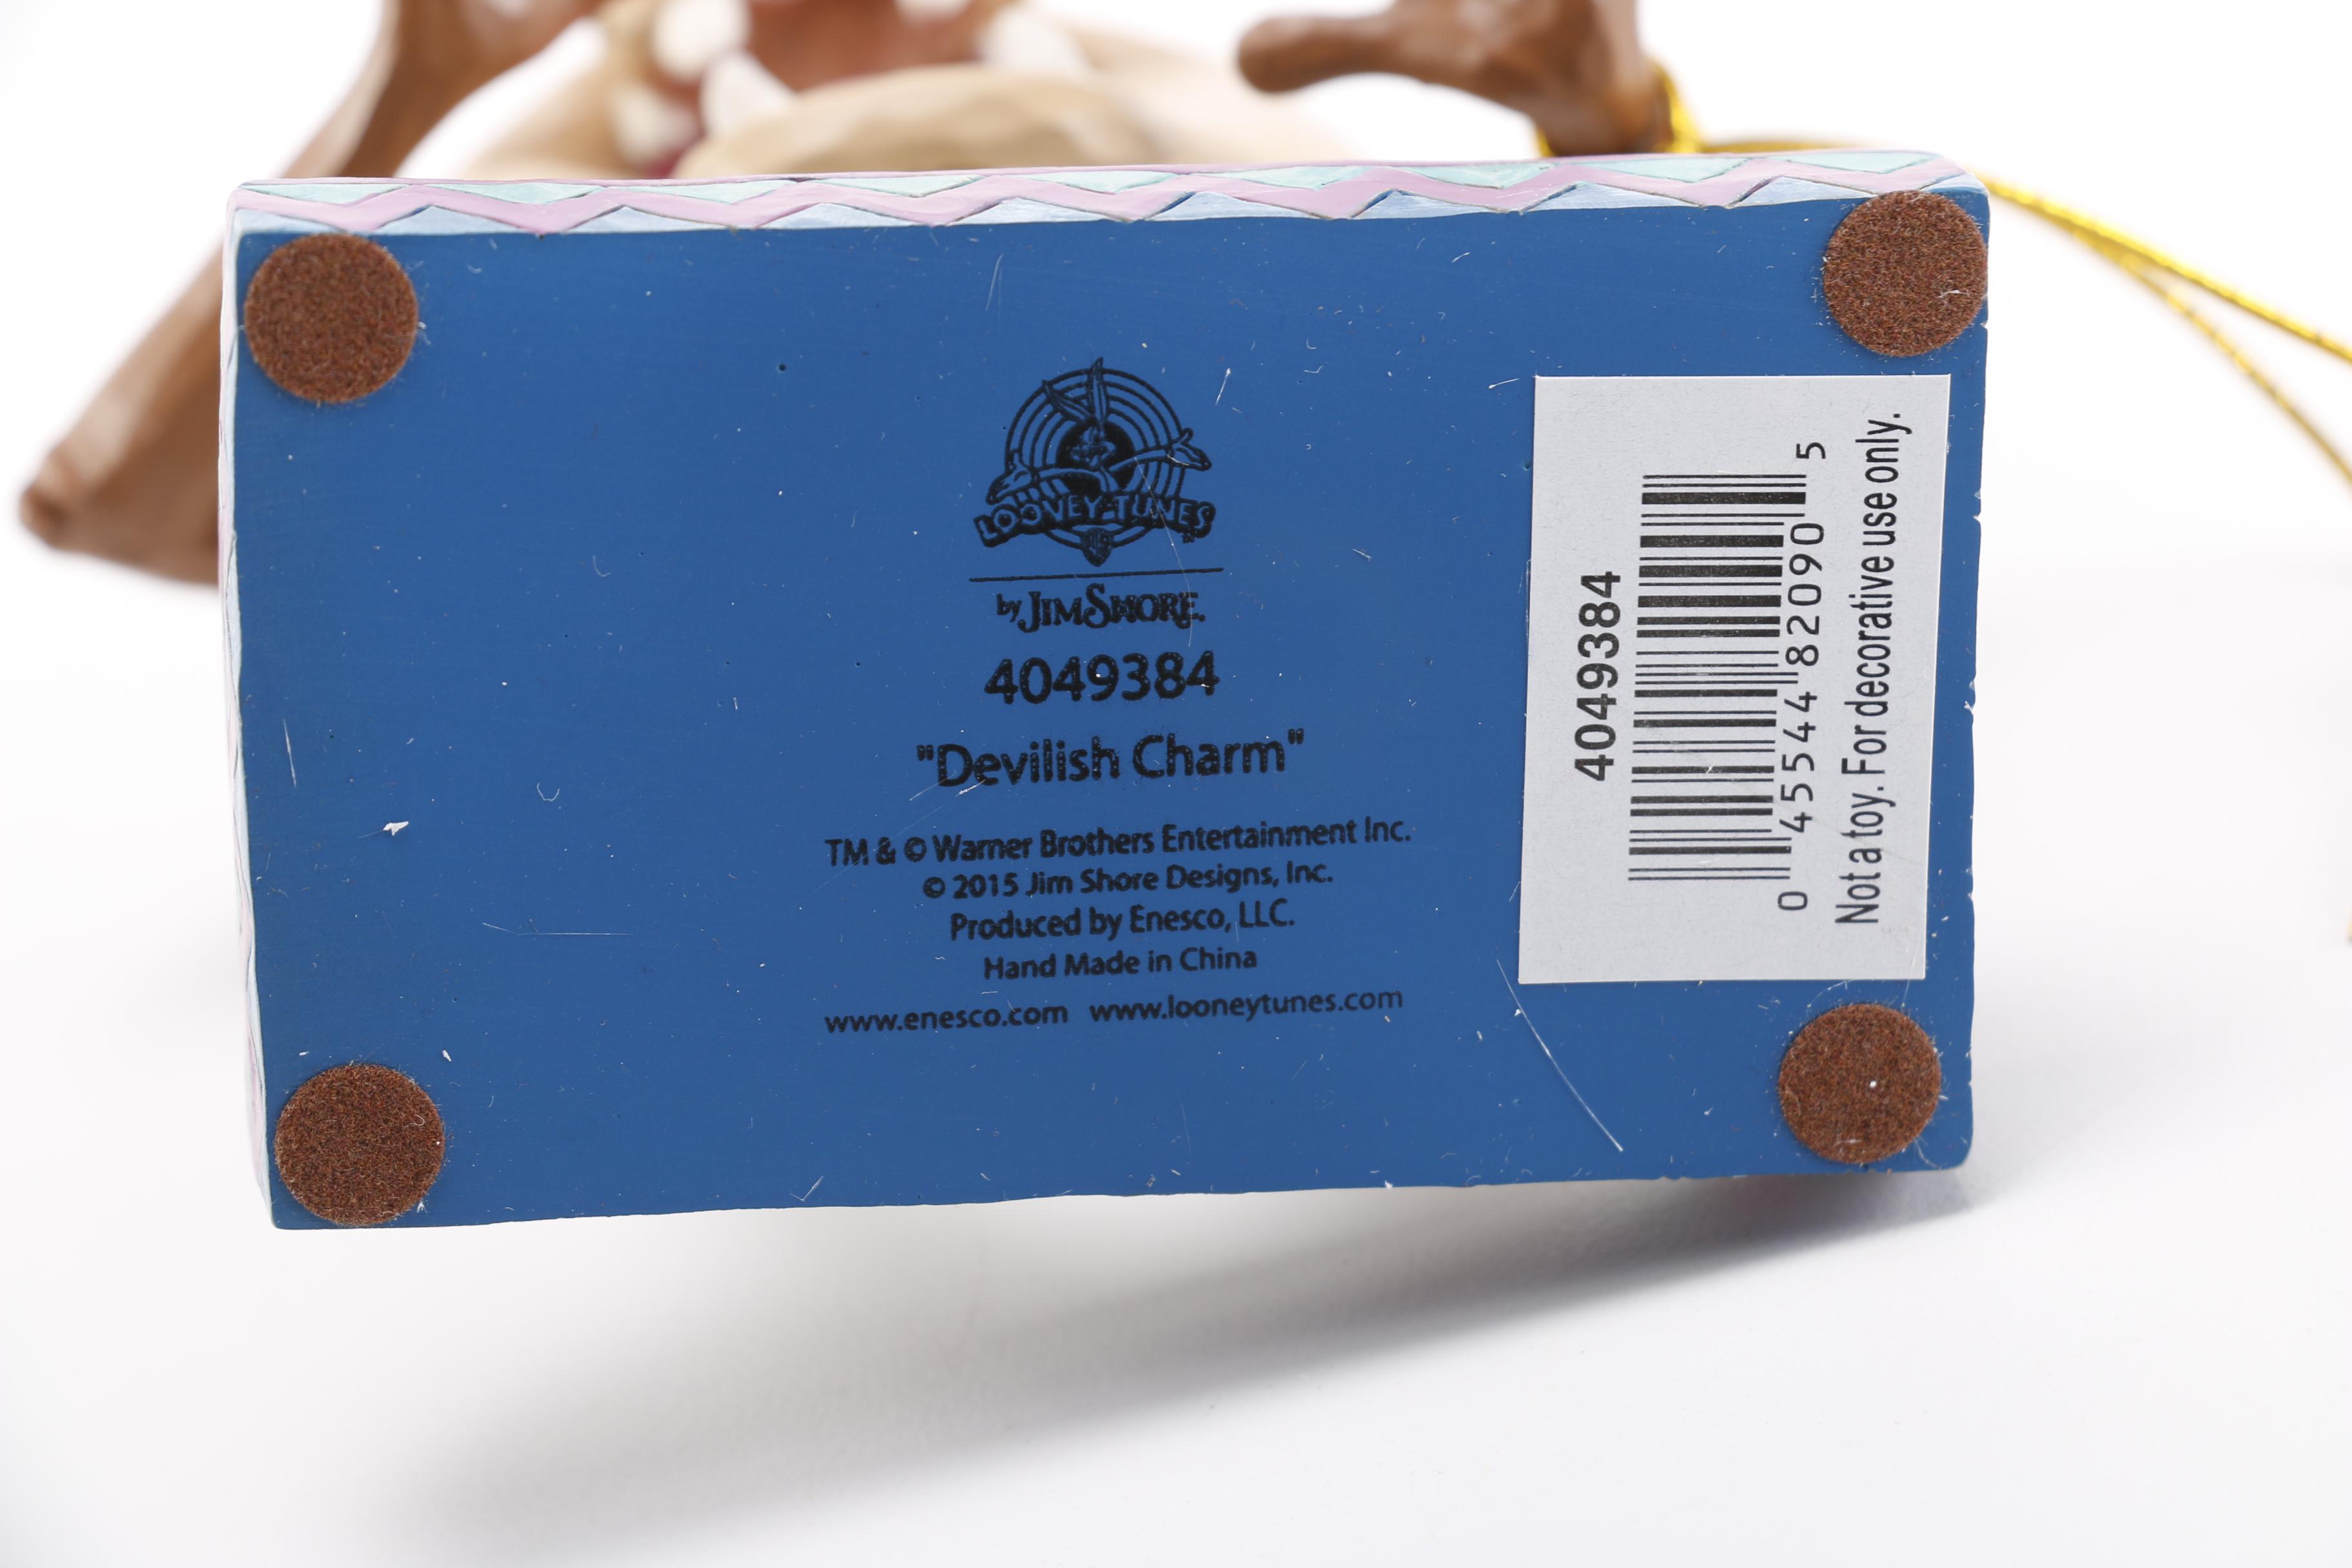 LOONEY TUNES
by JIM SHORE.
4049384
"Devilish Charm"
TM & © Warner Brothers Entertainment Inc.
© 2015 Jim Shore Designs, Inc.
Produced by Enesco, LLC.
Hand Made in China
www.enesco.com www.looneytunes.com
4049384
0 45544 82090 5
Not a toy. For decorative use only.